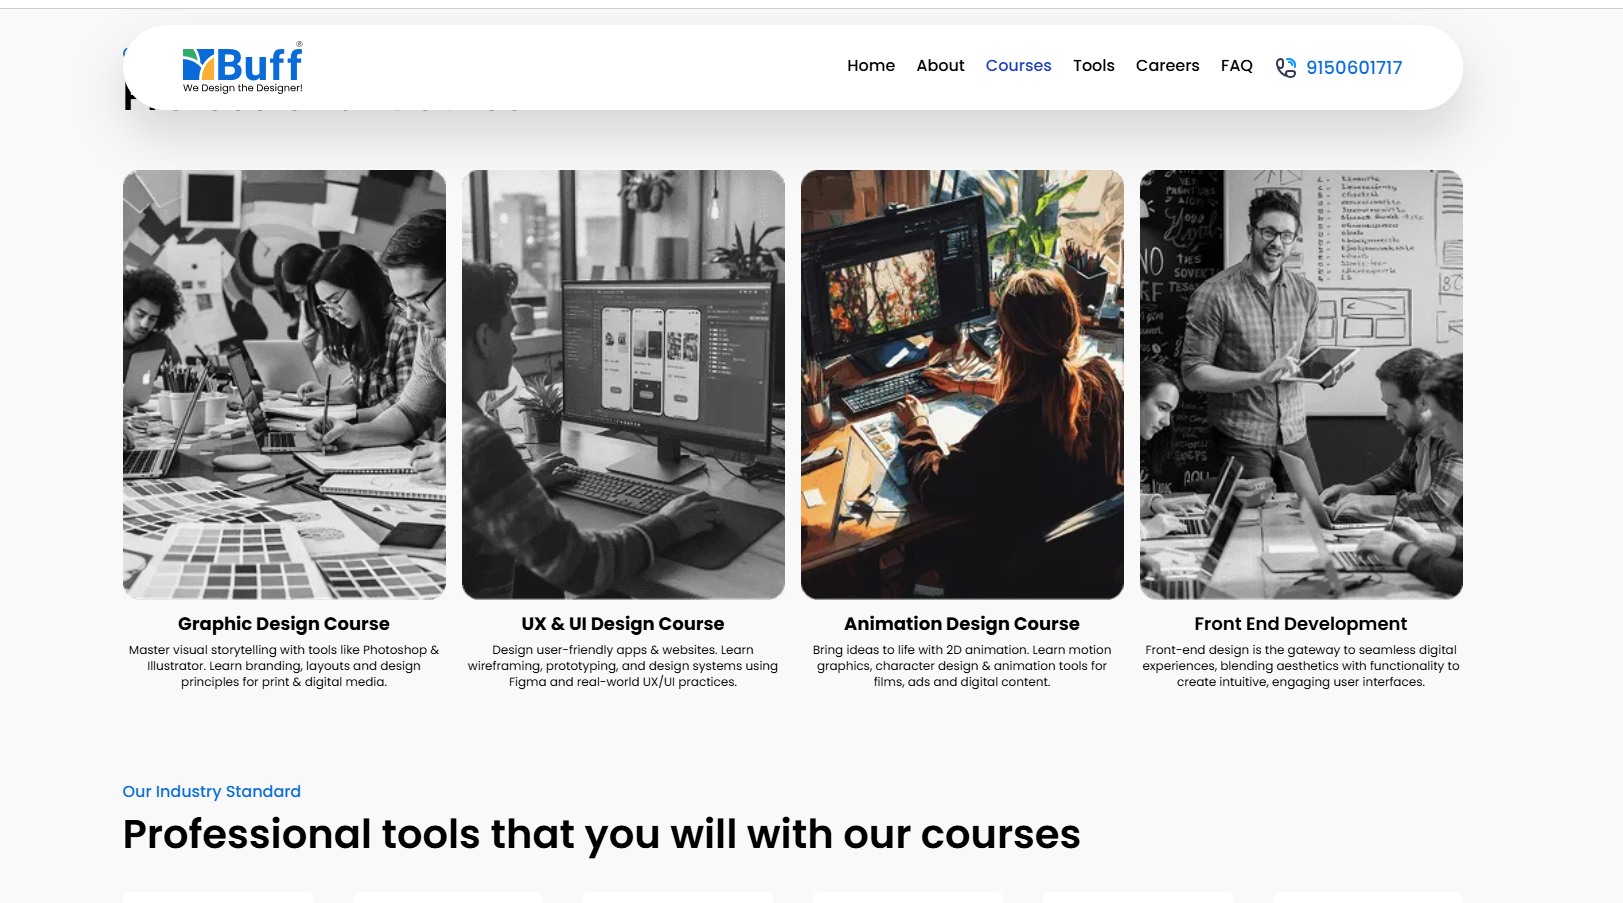 Buff®
We Design the Designer!
Home
About
Courses
Tools
Careers
FAQ
9150601717
Graphic Design Course
Master visual storytelling with tools like Photoshop &
Illustrator. Learn branding, layouts and design
principles for print & digital media.
UX & UI Design Course
Design user-friendly apps & websites. Learn
wireframing, prototyping, and design systems using
Figma and real-world UX/UI practices.
Animation Design Course
Bring ideas to life with 2D animation. Learn motion
graphics, character design & animation tools for
films, ads and digital content.
Front End Development
Front-end design is the gateway to seamless digital
experiences, blending aesthetics with functionality to
create intuitive, engaging user interfaces.
Our Industry Standard
Professional tools that you will with our courses